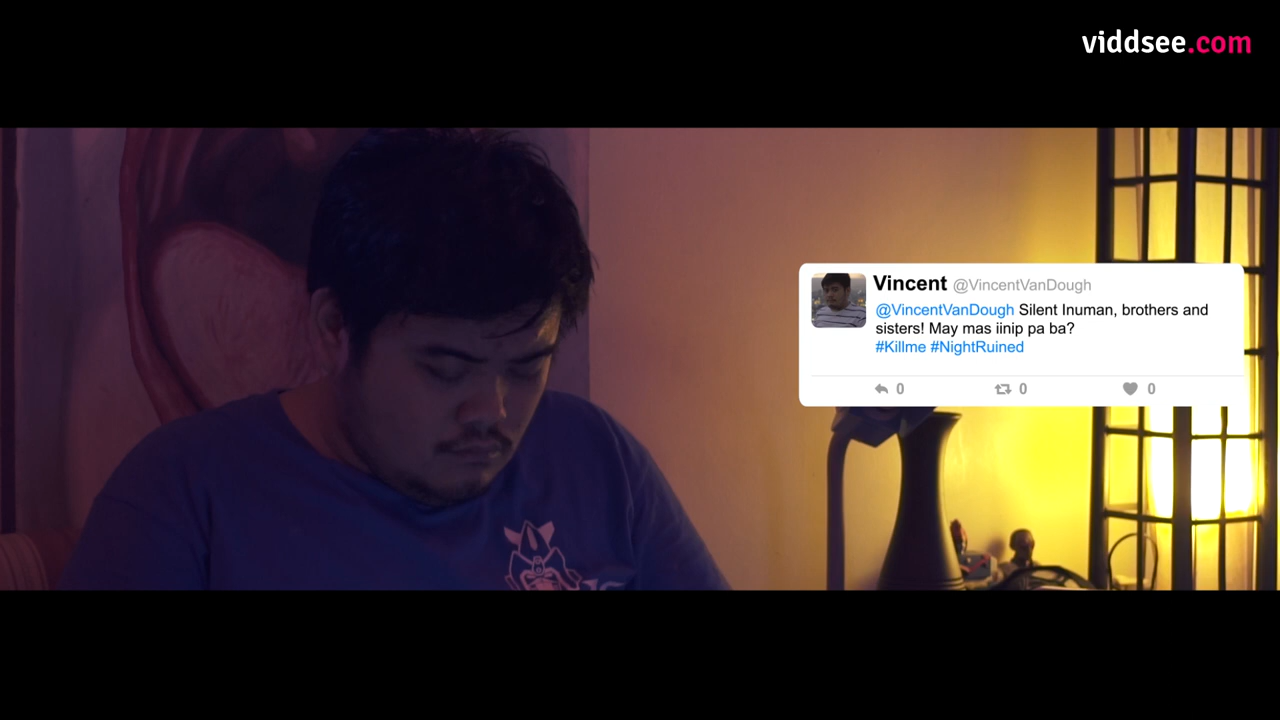 viddsee.com
Vincent @VincentVanDough
@VincentVanDough Silent Inuman, brothers and
sisters! May mas iinip pa ba?
#Killme #NightRuined
0 0 0